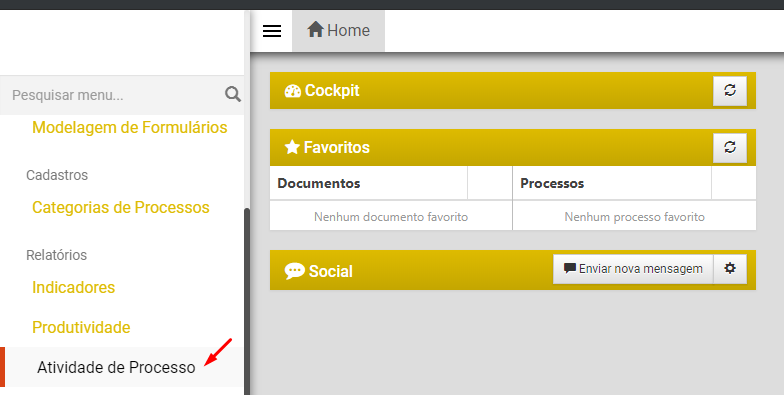 Home
Pesquisar menu...
Modelagem de Formulários
Cadastros
Categorias de Processos
Relatórios
Indicadores
Produtividade
Atividade de Processo
Cockpit
Favoritos
Documentos
Processos
Nenhum documento favorito
Nenhum processo favorito
Social
Enviar nova mensagem